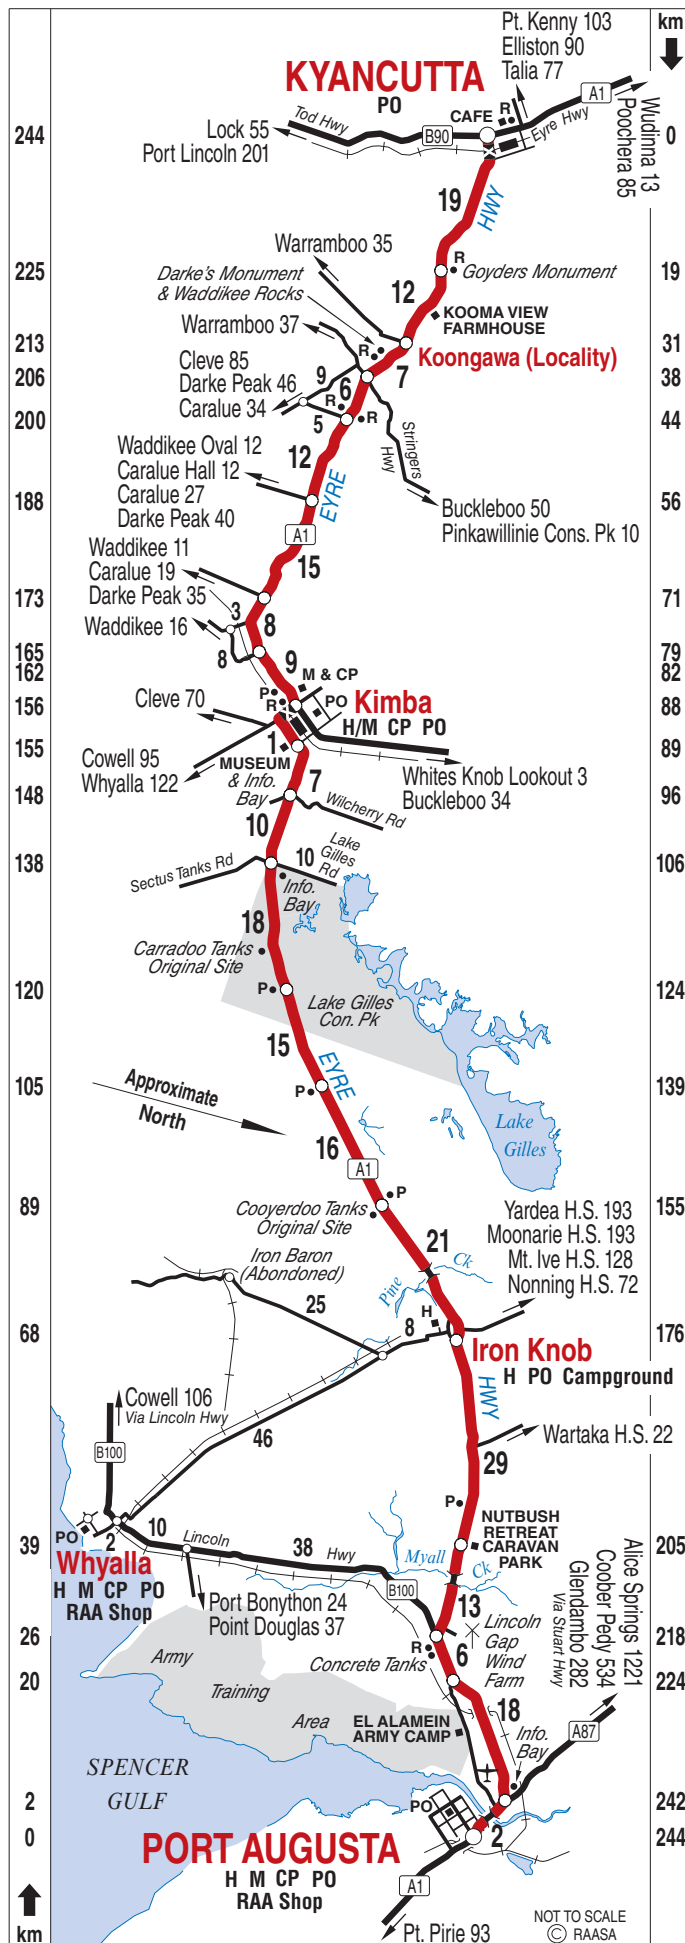 km
Pt. Kenny 103
Elliston 90
Talia 77
KYANCUTTA
PO
CAFE
R
A1
Tod Hwy
B90
Eyre Hwy
244
Lock 55
Port Lincoln 201
0
Wudinna 13
Poochera 85
19
HWY
Warramboo 35
225
R
Goyders Monument
19
Darke's Monument
& Waddikee Rocks
12
KOOMA VIEW
FARMHOUSE
Warramboo 37
213
R
31
Koongawa (Locality)
Cleve 85
Darke Peak 46
Caralue 34
9
6
7
206
38
R
200
5
R
44
Stringers
Hwy
12
Waddikee Oval 12
Caralue Hall 12
Caralue 27
Darke Peak 40
EYRE
188
56
Buckleboo 50
Pinkawillinie Cons. Pk 10
A1
15
Waddikee 11
Caralue 19
Darke Peak 35
173
71
3
Waddikee 16
8
165
79
8
9
162
82
M & CP
P
PO
Kimba
Cleve 70
R
156
88
H/M CP PO
1
155
89
Cowell 95
Whyalla 122
MUSEUM
& Info.
Bay
Whites Knob Lookout 3
Buckleboo 34
7
148
96
Wilcherry Rd
10
Lake
Gilles
Rd
138
10
106
Sectus Tanks Rd
Info.
Bay
18
Carradoo Tanks
Original Site
120
P
124
Lake Gilles
Con. Pk
15
EYRE
105
P
139
Approximate
North
16
Lake
Gilles
A1
P
89
Cooyerdoo Tanks
Original Site
155
Yardea H.S. 193
Moonarie H.S. 193
Mt. Ive H.S. 128
Nonning H.S. 72
21
Iron Baron
(Abandoned)
Pine
Ck
25
H
8
68
176
Iron Knob
H PO Campground
HWY
Cowell 106
Via Lincoln Hwy
46
Wartaka H.S. 22
B100
29
P
PO
2
10
Lincoln
38
Hwy
NUTBUSH
RETREAT
CARAVAN
PARK
39
205
Whyalla
H M CP PO
RAA Shop
Myall
Ck
B100
Port Bonython 24
Point Douglas 37
13
Alice Springs 1221
Coober Pedy 534
Glendambo 282
Via Stuart Hwy
26
218
R
Lincoln
Gap
Wind
Farm
6
Concrete Tanks
20
224
Army
Training
Area
18
EL ALAMEIN
ARMY CAMP
Info.
Bay
A87
SPENCER
GULF
2
PO
242
0
2
244
PORT AUGUSTA
H M CP PO
RAA Shop
A1
Pt. Pirie 93
NOT TO SCALE
© RAASA
km